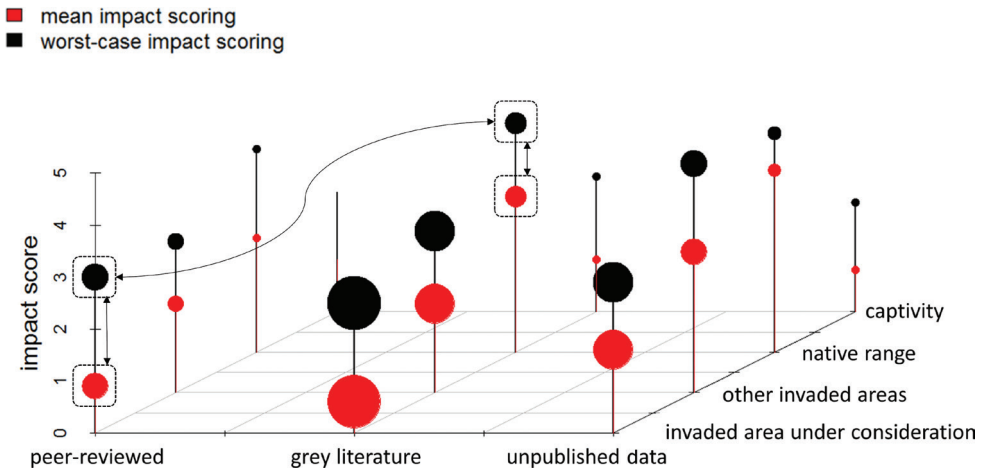 mean impact scoring
worst-case impact scoring
impact score
5
4
3
2
1
0
captivity
native range
other invaded areas
invaded area under consideration
peer-reviewed
grey literature
unpublished data